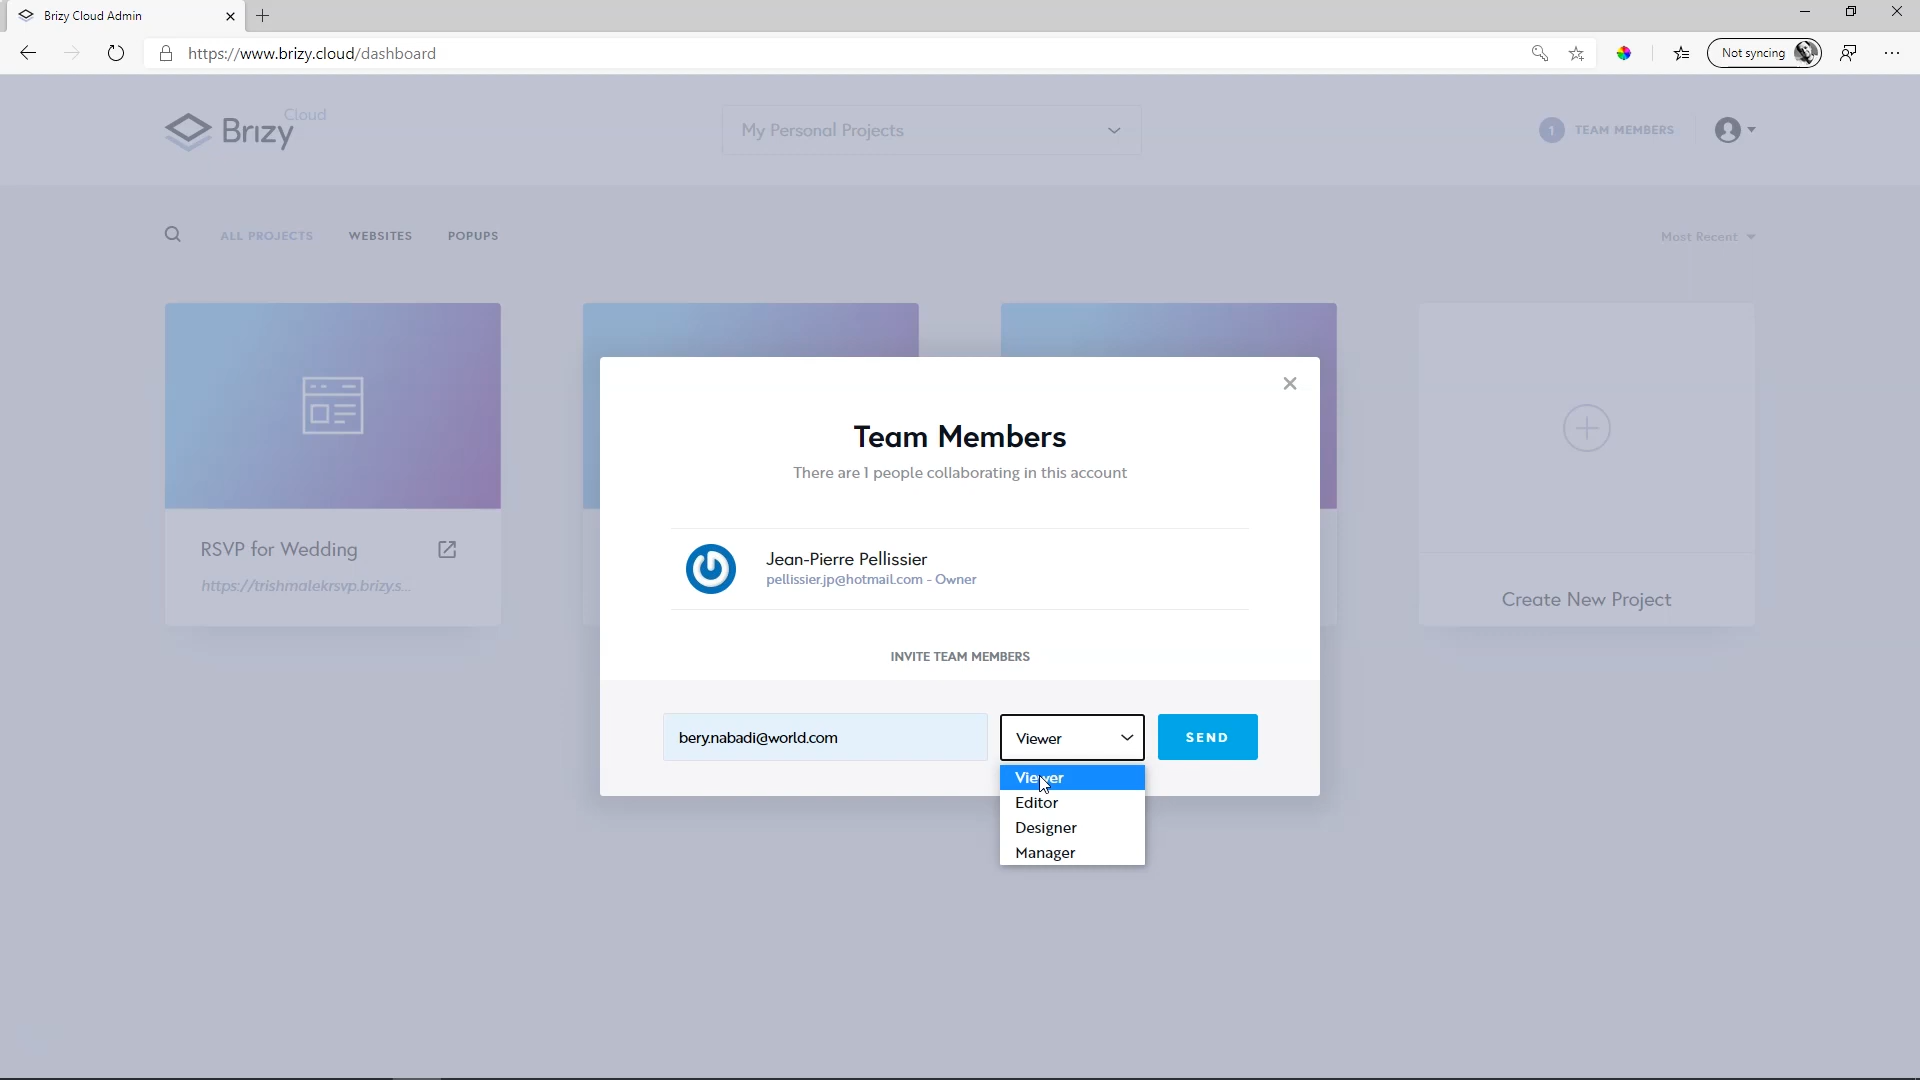 Brizy Cloud Admin
https://www.brizy.cloud/dashboard
Not syncing
Brizy Cloud
My Personal Projects
1 TEAM MEMBERS
ALL PROJECTS
WEBSITES
POPUPS
Most Recent
Team Members
There are 1 people collaborating in this account
Jean-Pierre Pellissier
pellissier.jp@hotmail.com - Owner
INVITE TEAM MEMBERS
bery.nabadi@world.com
Viewer
SEND
Viewer
Editor
Designer
Manager
RSVP for Wedding
https://trishmalekrsvp.brizy.s...
Create New Project